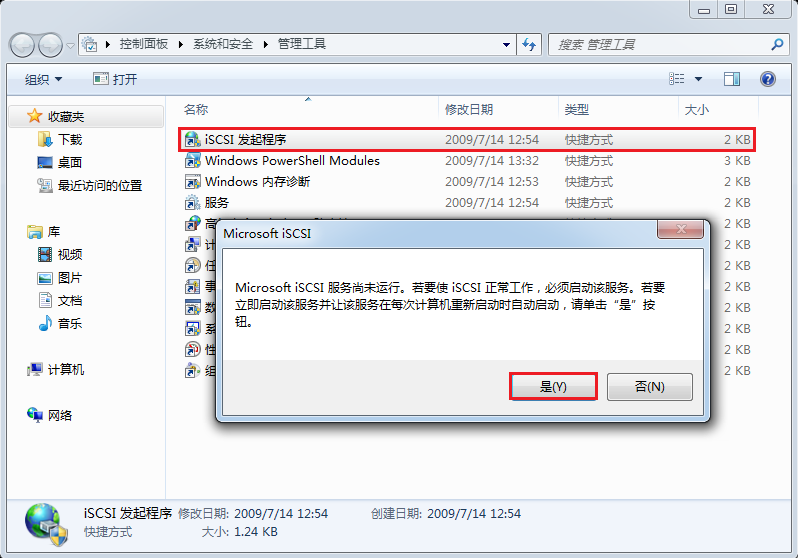 控制面板 系统和安全 管理工具 搜索 管理工具
组织 打开
名称 修改日期 类型 大小
收藏夹
下载
桌面
最近访问的位置
库
视频
图片
文档
音乐
计算机
网络
iSCSI 发起程序 2009/7/14 12:54 快捷方式 2 KB
Windows PowerShell Modules 2009/7/14 13:32 快捷方式 3 KB
Windows 内存诊断 2009/7/14 12:53 快捷方式 2 KB
服务 2009/7/14 12:54 快捷方式 2 KB
高 2 KB
计 2 KB
任 2 KB
事 2 KB
数 2 KB
系 2 KB
性 2 KB
组 2 KB
Microsoft iSCSI
Microsoft iSCSI 服务尚未运行。若要使 iSCSI 正常工作，必须启动该服务。若要
立即启动该服务并让该服务在每次计算机重新启动时自动启动，请单击“是”按
钮。
是(Y) 否(N)
iSCSI 发起程序 修改日期: 2009/7/14 12:54 创建日期: 2009/7/14 12:54
快捷方式 大小: 1.24 KB